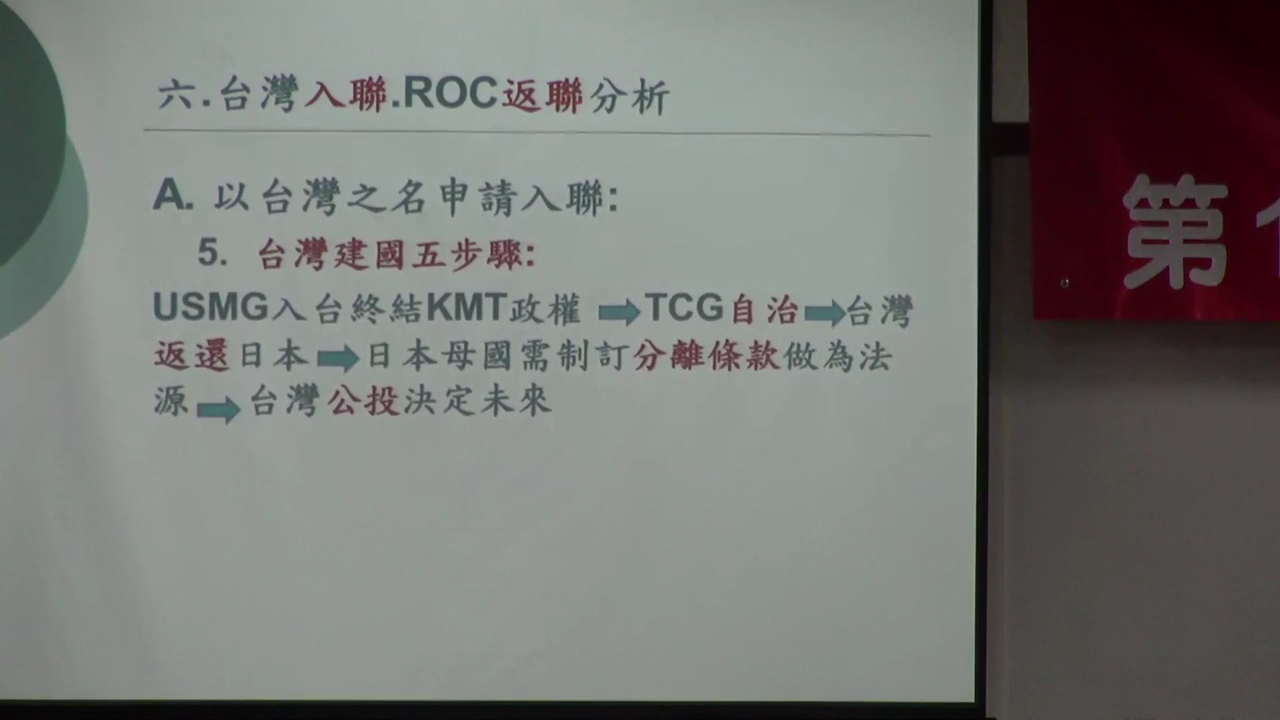 六.台灣入聯.ROC返聯分析
A. 以台灣之名申請入聯:
5. 台灣建國五步驟:
USMG入台終結KMT政權 ➡TCG自治➡台灣
返還日本➡日本母國需制訂分離條款做為法
源➡台灣公投決定未來
第